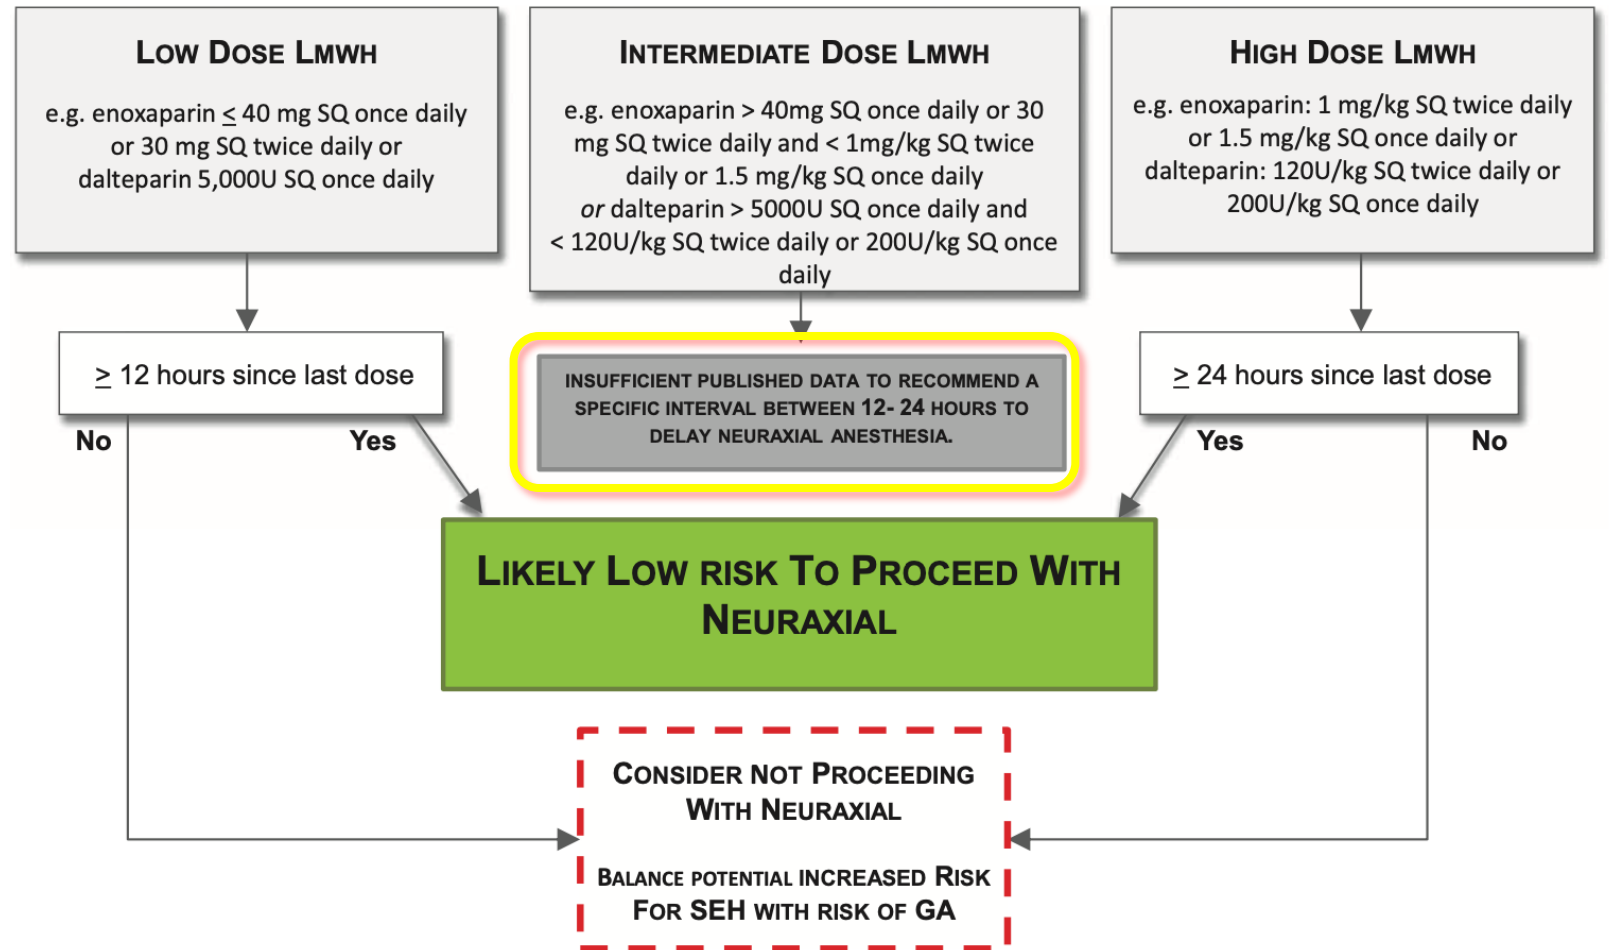 LOW DOSE LMWH
e.g. enoxaparin ≤ 40 mg SQ once daily
or 30 mg SQ twice daily or
dalteparin 5,000U SQ once daily
INTERMEDIATE DOSE LMWH
e.g. enoxaparin > 40mg SQ once daily or 30
mg SQ twice daily and < 1mg/kg SQ twice
daily or 1.5 mg/kg SQ once daily
or dalteparin > 5000U SQ once daily and
< 120U/kg SQ twice daily or 200U/kg SQ once
daily
HIGH DOSE LMWH
e.g. enoxaparin: 1 mg/kg SQ twice daily
or 1.5 mg/kg SQ once daily or
dalteparin: 120U/kg SQ twice daily or
200U/kg SQ once daily
≥ 12 hours since last dose
INSUFFICIENT PUBLISHED DATA TO RECOMMEND A
SPECIFIC INTERVAL BETWEEN 12- 24 HOURS TO
DELAY NEURAXIAL ANESTHESIA.
≥ 24 hours since last dose
No
Yes
Yes
No
LIKELY LOW RISK TO PROCEED WITH
NEURAXIAL
CONSIDER NOT PROCEEDING
WITH NEURAXIAL
BALANCE POTENTIAL INCREASED RISK
FOR SEH WITH RISK OF GA